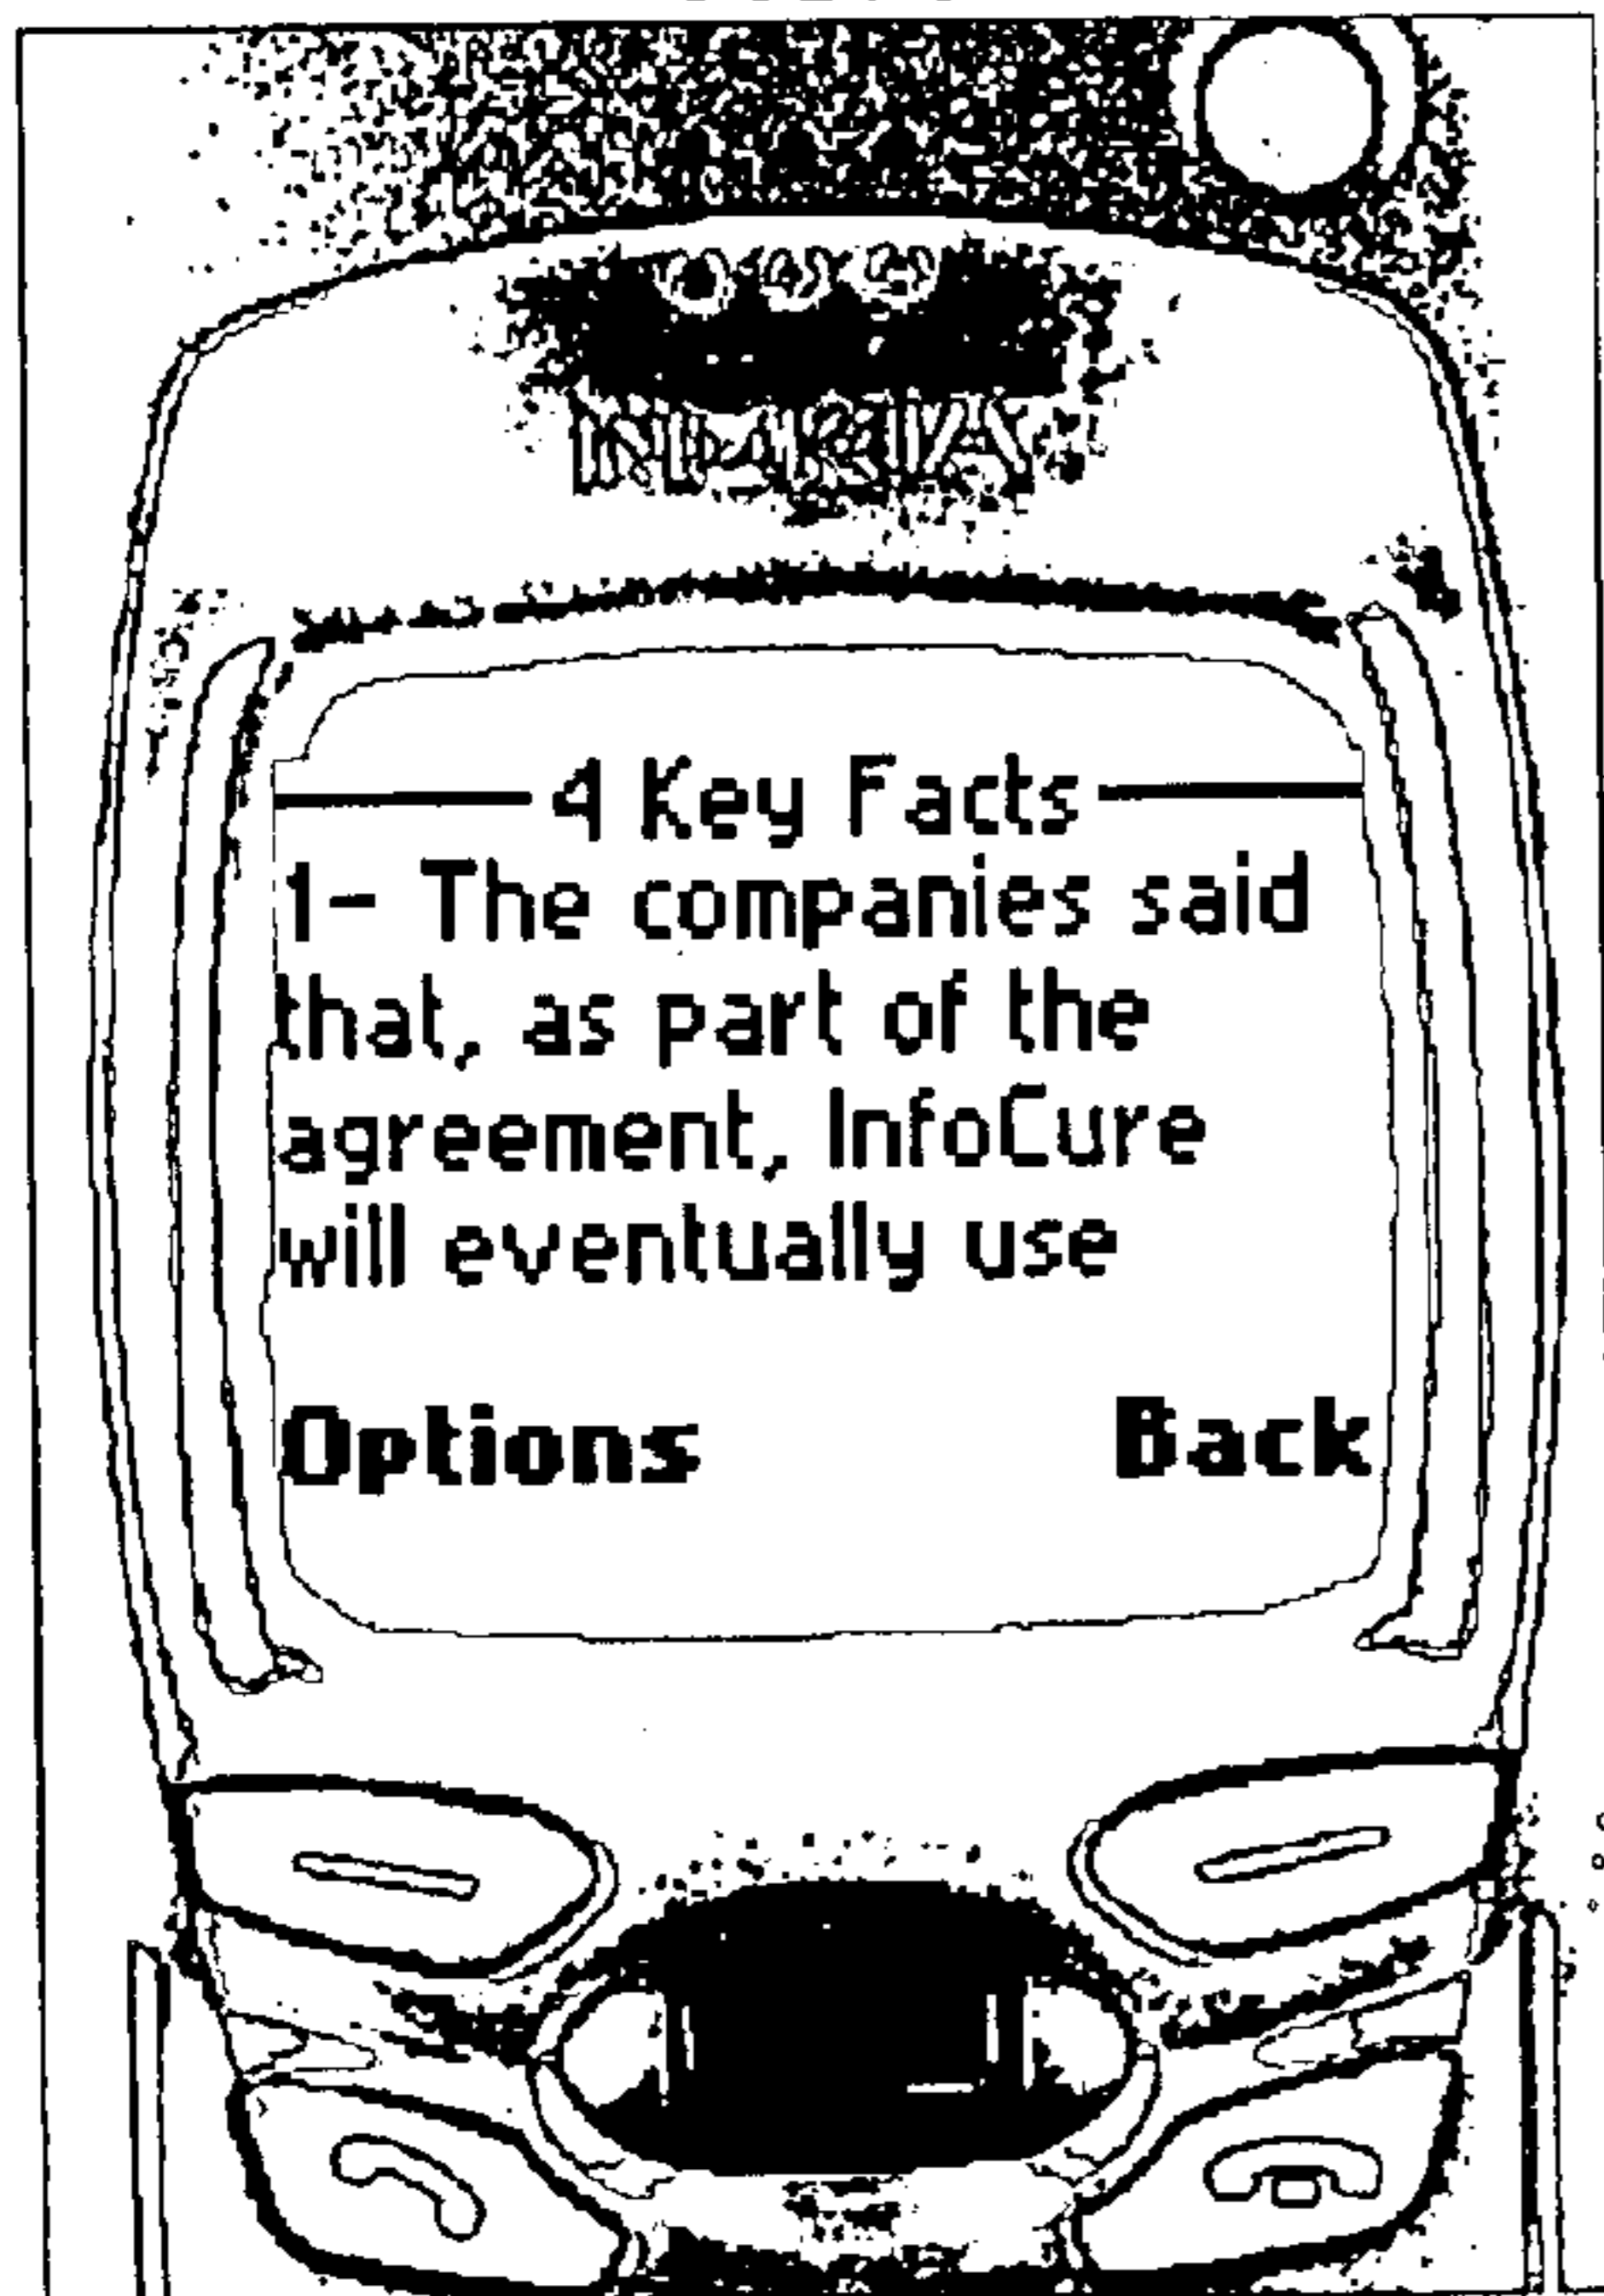 NOKIA
4 Key Facts
1- The companies said
that, as part of the
agreement, InfoCure
will eventually use
Options
Back